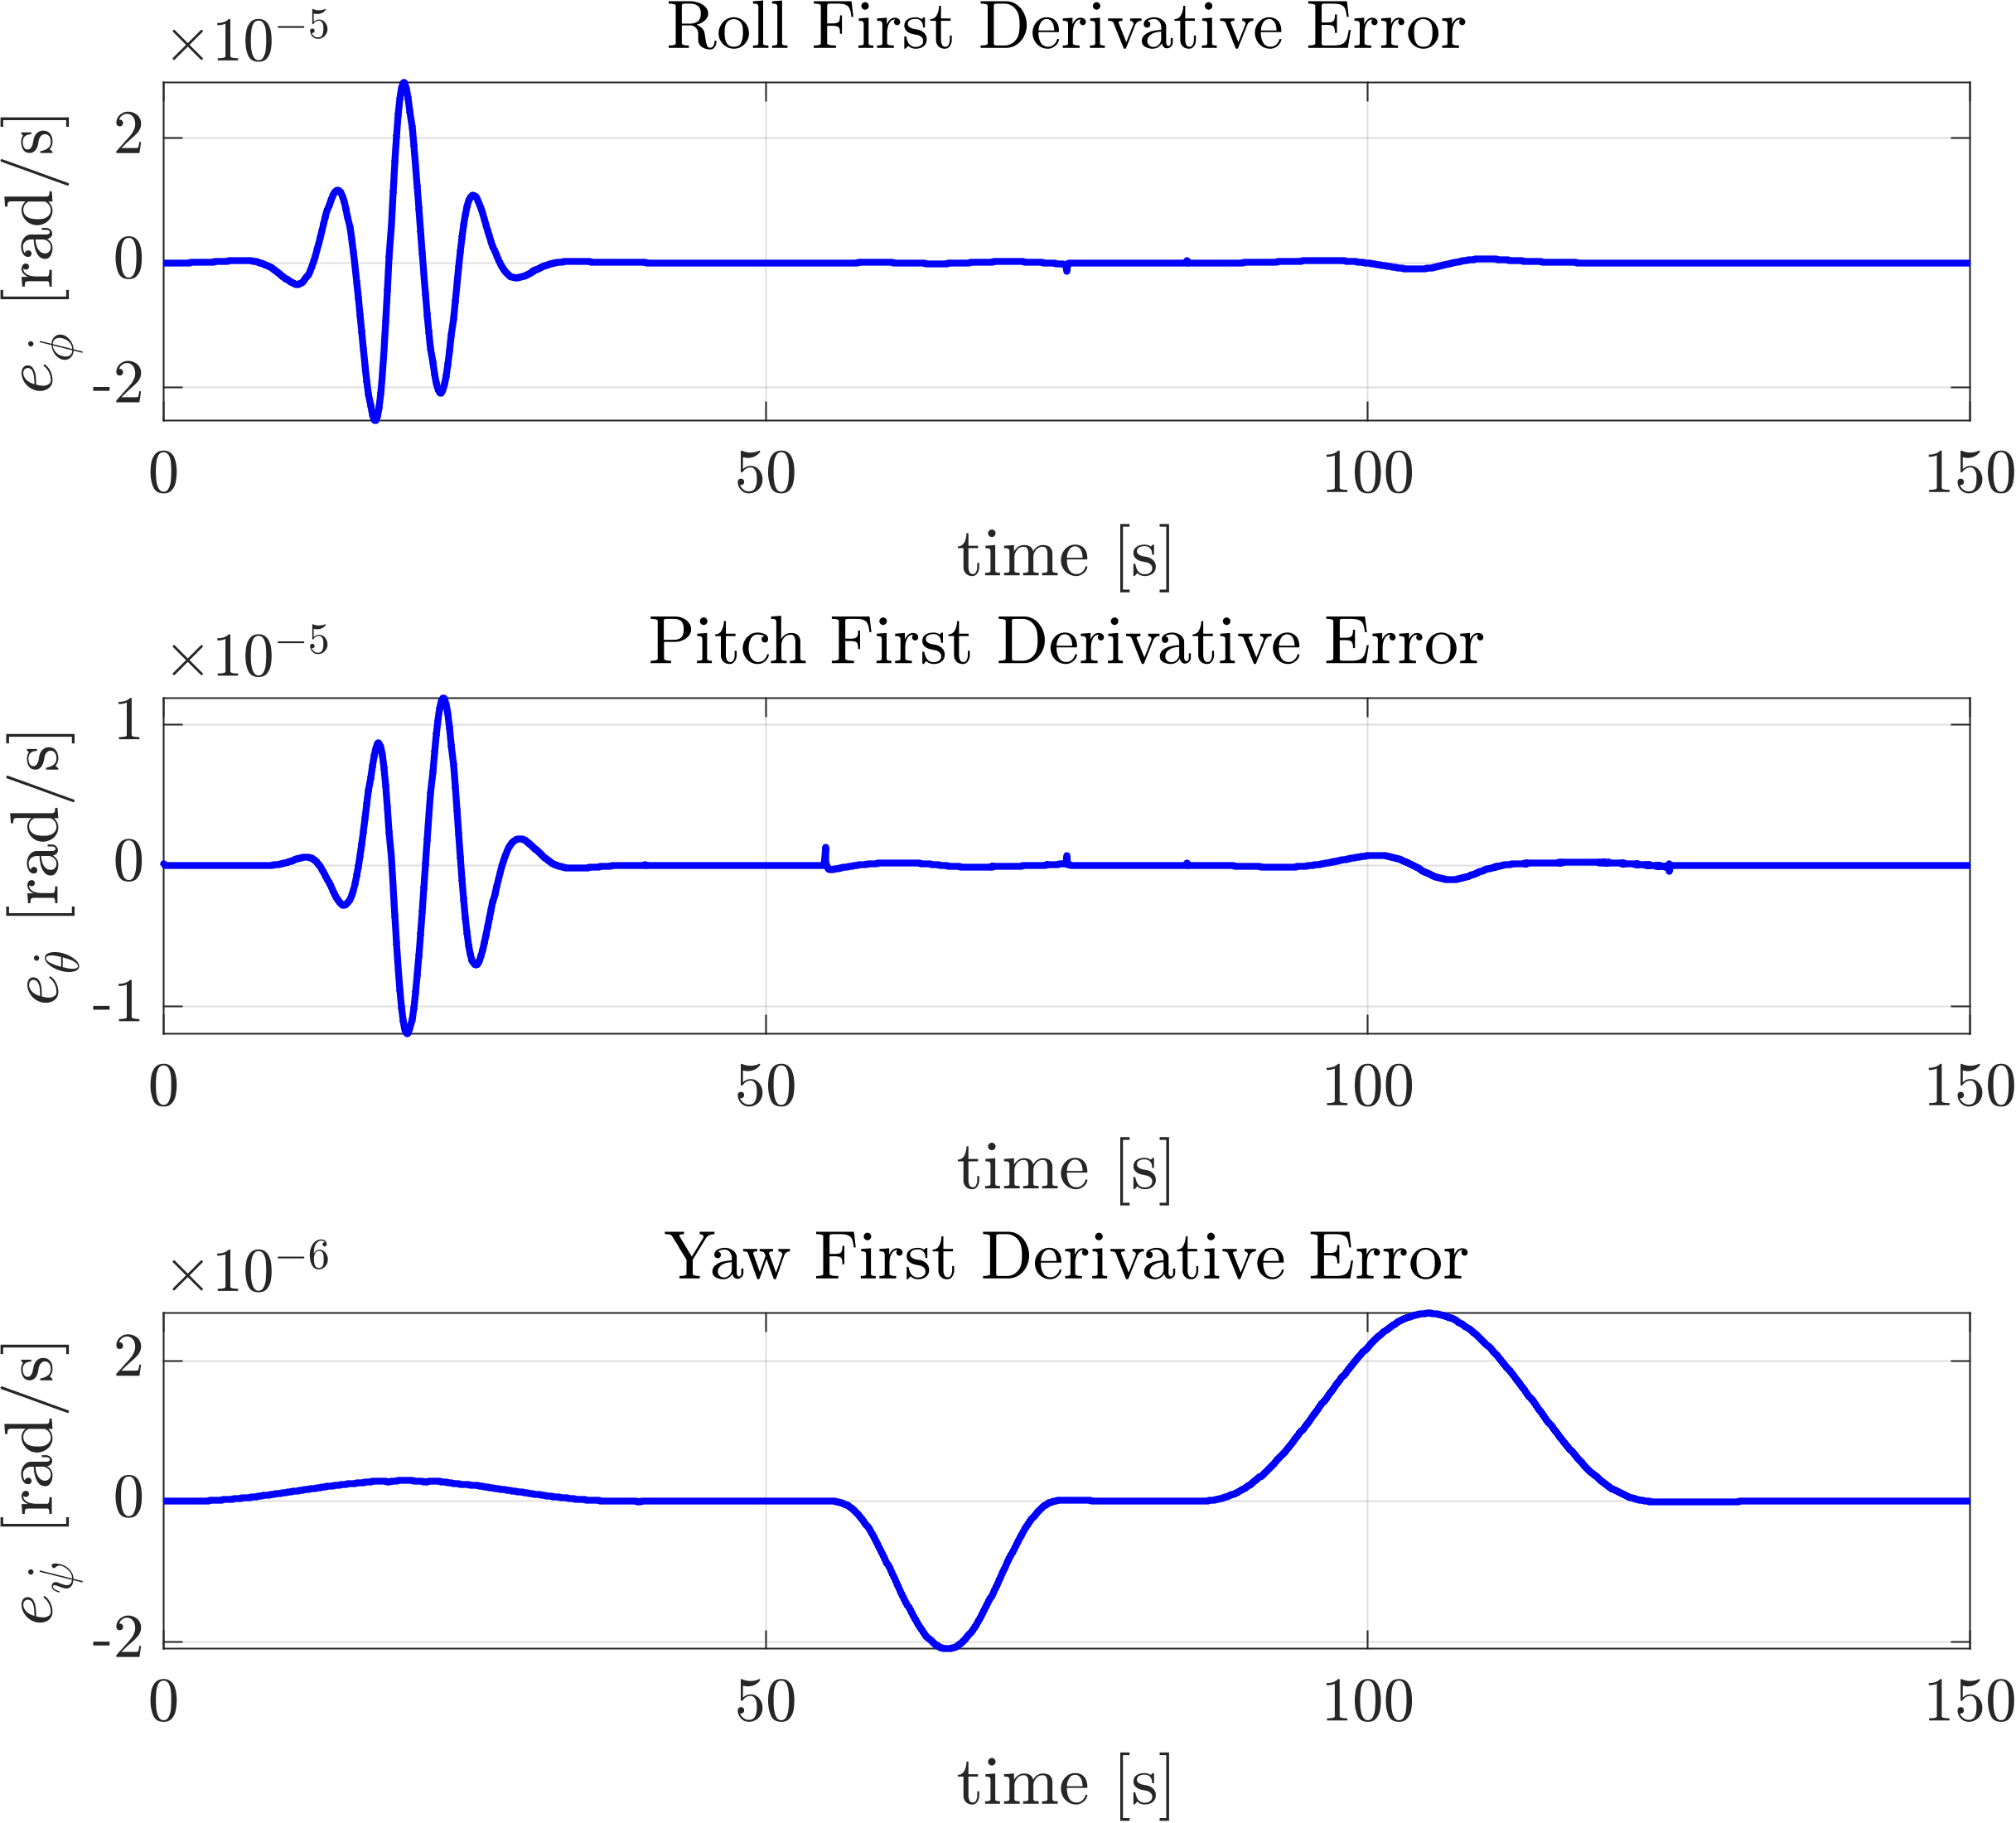 ×10⁻⁵
Roll First Derivative Error
e_φ̇ [rad/s]
2
0
-2
0 50 100 150
time [s]
×10⁻⁵
Pitch First Derivative Error
e_θ̇ [rad/s]
1
0
-1
0 50 100 150
time [s]
×10⁻⁶
Yaw First Derivative Error
e_ψ̇ [rad/s]
2
0
-2
0 50 100 150
time [s]